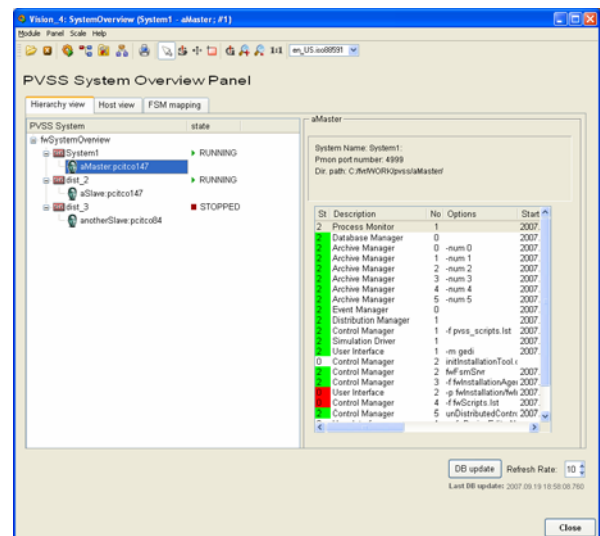 Vision_4: SystemOverview (System1 - aMaster; #1)
Module Panel Scale Help
1:1 en_US.iso88591
PVSS System Overview Panel
Hierarchy view Host view FSM mapping
PVSS System state
fwSystemOverview
System1 RUNNING
aMaster:pcitco147
dist_2 RUNNING
aSlave:pcitco147
dist_3 STOPPED
anotherSlave:pcitco84
aMaster
System Name: System1:
Pmon port number: 4999
Dir. path: C:/fwWORK/pvss/aMaster/
St Description No Options Start
2 Process Monitor 1 2007.
2 Database Manager 0 2007.
2 Archive Manager 0 -num 0 2007.
2 Archive Manager 1 -num 1 2007.
2 Archive Manager 2 -num 2 2007.
2 Archive Manager 3 -num 3 2007.
2 Archive Manager 4 -num 4 2007.
2 Archive Manager 5 -num 5 2007.
2 Event Manager 0 2007.
2 Distribution Manager 1 2007.
2 Control Manager 1 -f pvss_scripts.lst 2007.
2 Simulation Driver 1 2007.
2 User Interface 1 -m gedi 2007.
0 Control Manager 2 initInstallationTool.c
2 Control Manager 2 fwFsmSrvr 2007.
2 Control Manager 3 -f fwInstallationAgen 2007.
0 User Interface 2 -p fwInstallation/fwIn 2007.
0 Control Manager 4 -f fwScripts.lst 2007.
2 Control Manager 5 unDistributedContro 2007.
DB update Refresh Rate: 10
Last DB update: 2007.09.19 18:58:08.760
Close